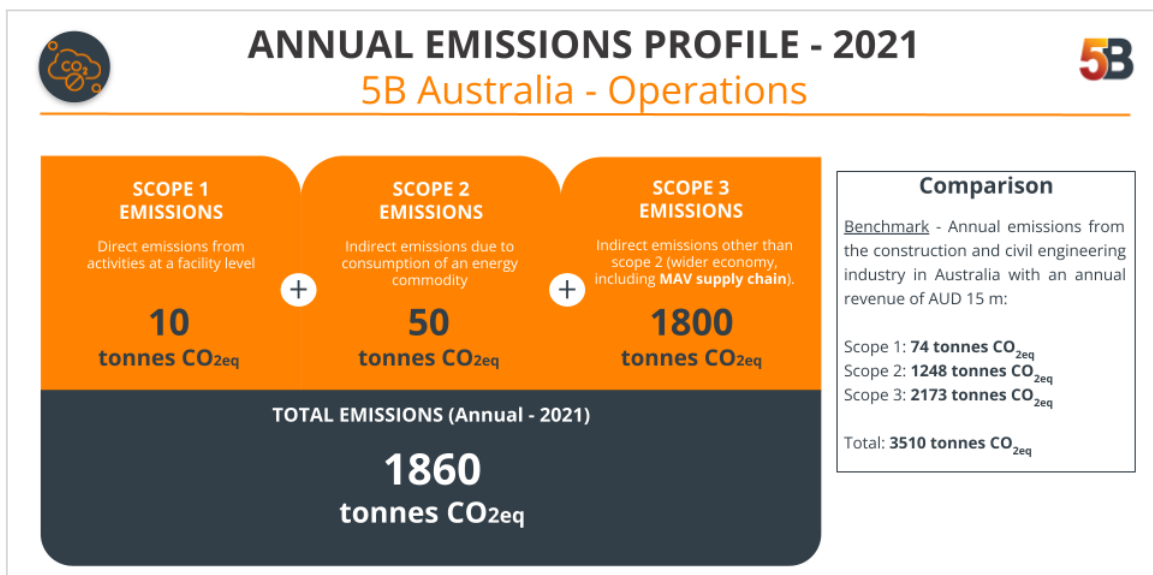 ANNUAL EMISSIONS PROFILE - 2021
5B Australia - Operations
CO2
5B
SCOPE 1
EMISSIONS
Direct emissions from
activities at a facility level
10
tonnes CO2eq
+
SCOPE 2
EMISSIONS
Indirect emissions due to
consumption of an energy
commodity
50
tonnes CO2eq
+
SCOPE 3
EMISSIONS
Indirect emissions other than
scope 2 (wider economy,
including MAV supply chain).
1800
tonnes CO2eq
TOTAL EMISSIONS (Annual - 2021)
1860
tonnes CO2eq
Comparison
Benchmark - Annual emissions from
the construction and civil engineering
industry in Australia with an annual
revenue of AUD 15 m:
Scope 1: 74 tonnes CO2eq
Scope 2: 1248 tonnes CO2eq
Scope 3: 2173 tonnes CO2eq
Total: 3510 tonnes CO2eq